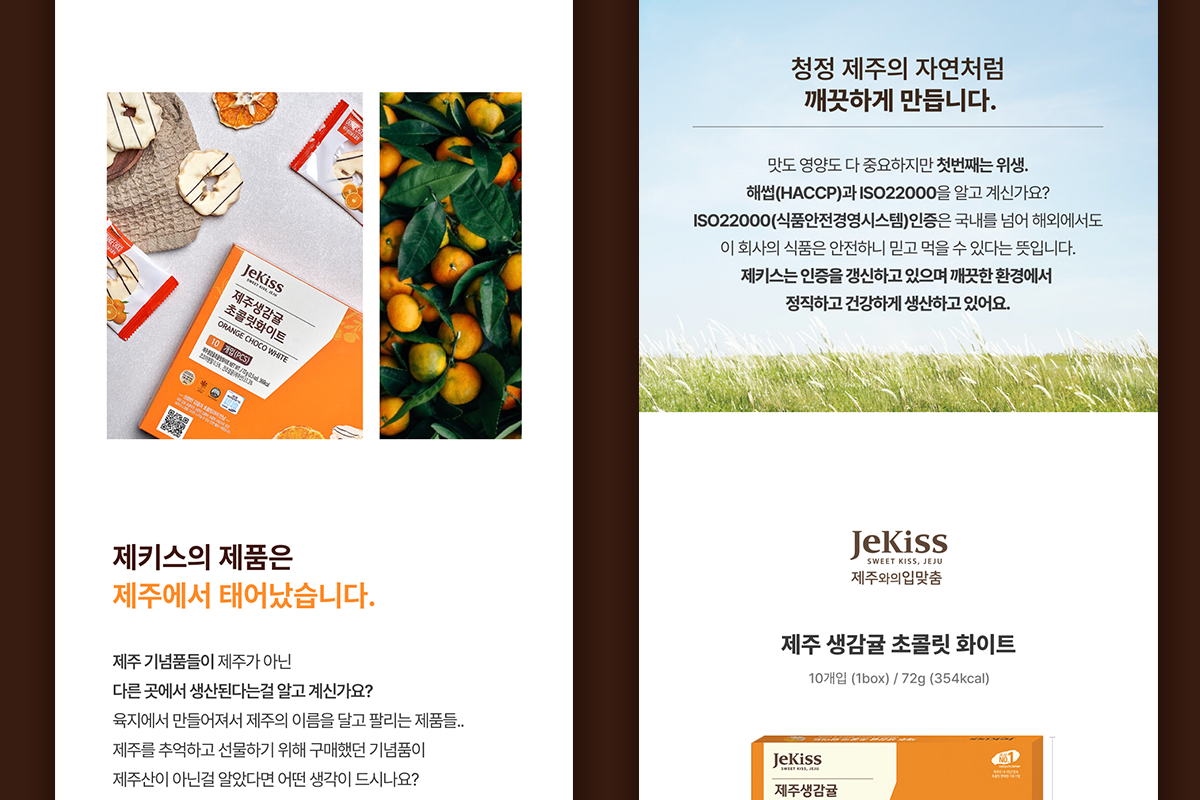 JeKiss
SWEET KISS, JEJU
제주생감귤
초콜릿화이트
ORANGE CHOCO WHITE
10 개입(PCS)
제키스의 제품은
제주에서 태어났습니다.
제주 기념품들이 제주가 아닌
다른 곳에서 생산된다는걸 알고 계신가요?
육지에서 만들어져서 제주의 이름을 달고 팔리는 제품들..
제주를 추억하고 선물하기 위해 구매했던 기념품이
제주산이 아닌걸 알았다면 어떤 생각이 드시나요?
청정 제주의 자연처럼
깨끗하게 만듭니다.
맛도 영양도 다 중요하지만 첫번째는 위생.
해썹(HACCP)과 ISO22000을 알고 계신가요?
ISO22000(식품안전경영시스템)인증은 국내를 넘어 해외에서도
이 회사의 식품은 안전하니 믿고 먹을 수 있다는 뜻입니다.
제키스는 인증을 갱신하고 있으며 깨끗한 환경에서
정직하고 건강하게 생산하고 있어요.
JeKiss
SWEET KISS, JEJU
제주와의입맞춤
제주 생감귤 초콜릿 화이트
10개입 (1box) / 72g (354kcal)
JeKiss
SWEET KISS, JEJU
NO1
제주생감귤